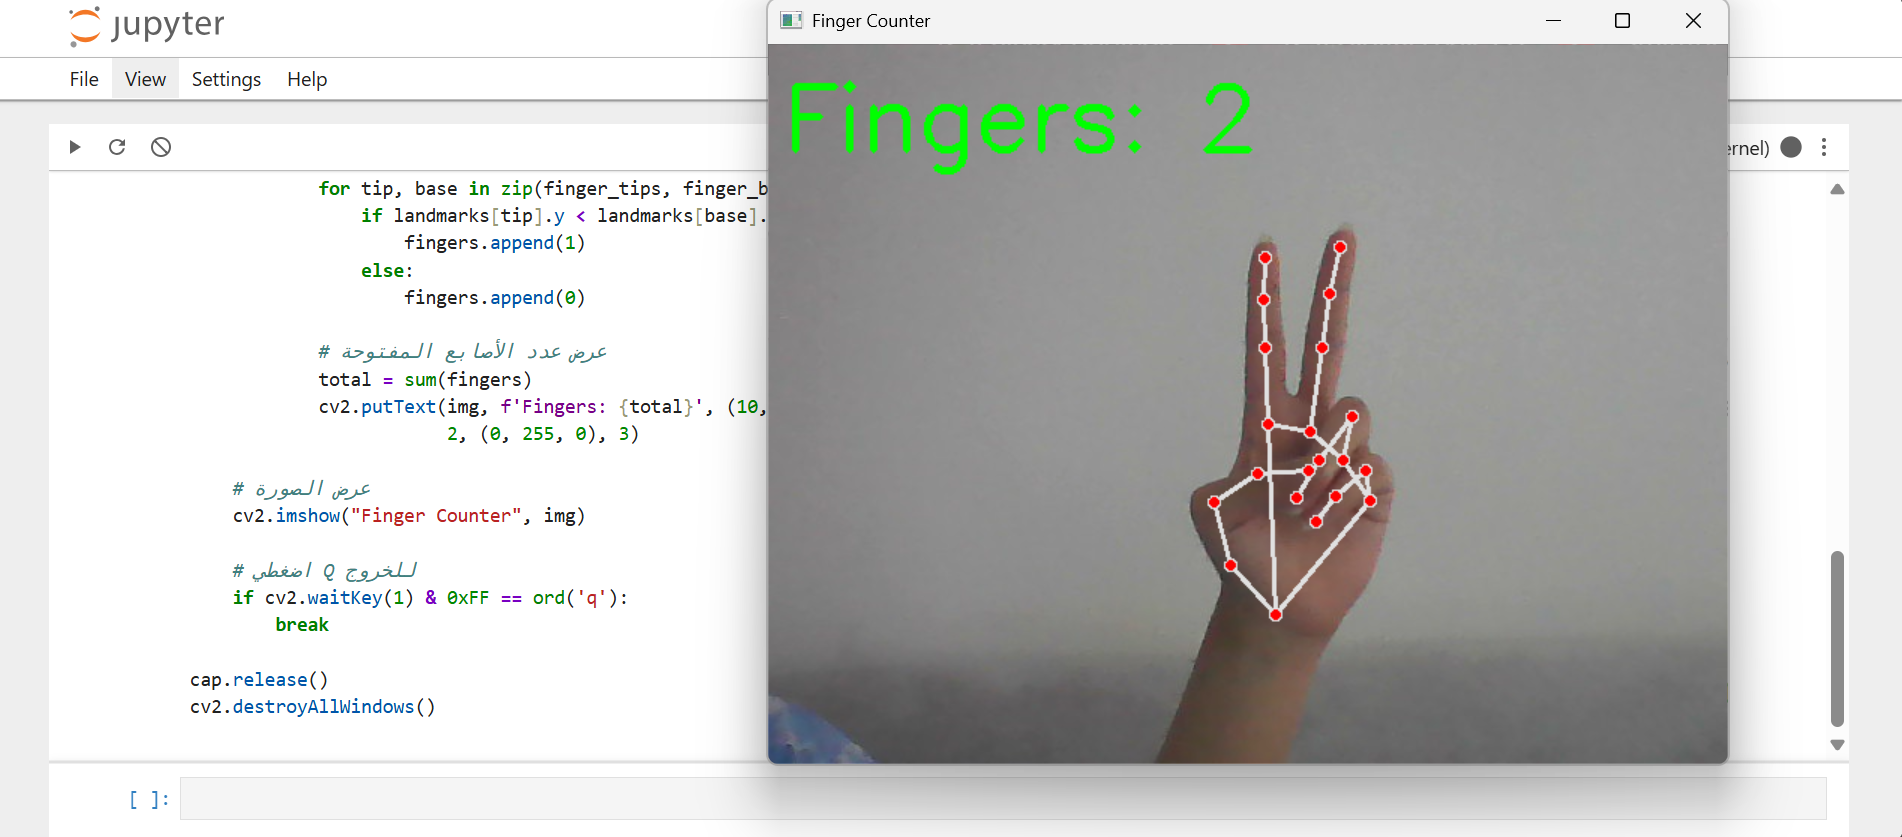 jupyter
File View Settings Help
for tip, base in zip(finger_tips, finger_b
if landmarks[tip].y < landmarks[base].
fingers.append(1)
else:
fingers.append(0)
# عرض عدد الأصابع المفتوحة
total = sum(fingers)
cv2.putText(img, f'Fingers: {total}', (10,
2, (0, 255, 0), 3)
# عرض الصورة
cv2.imshow("Finger Counter", img)
# اضغطي Q للخروج
if cv2.waitKey(1) & 0xFF == ord('q'):
break
cap.release()
cv2.destroyAllWindows()
[ ]:
Finger Counter
Fingers: 2
ernel)